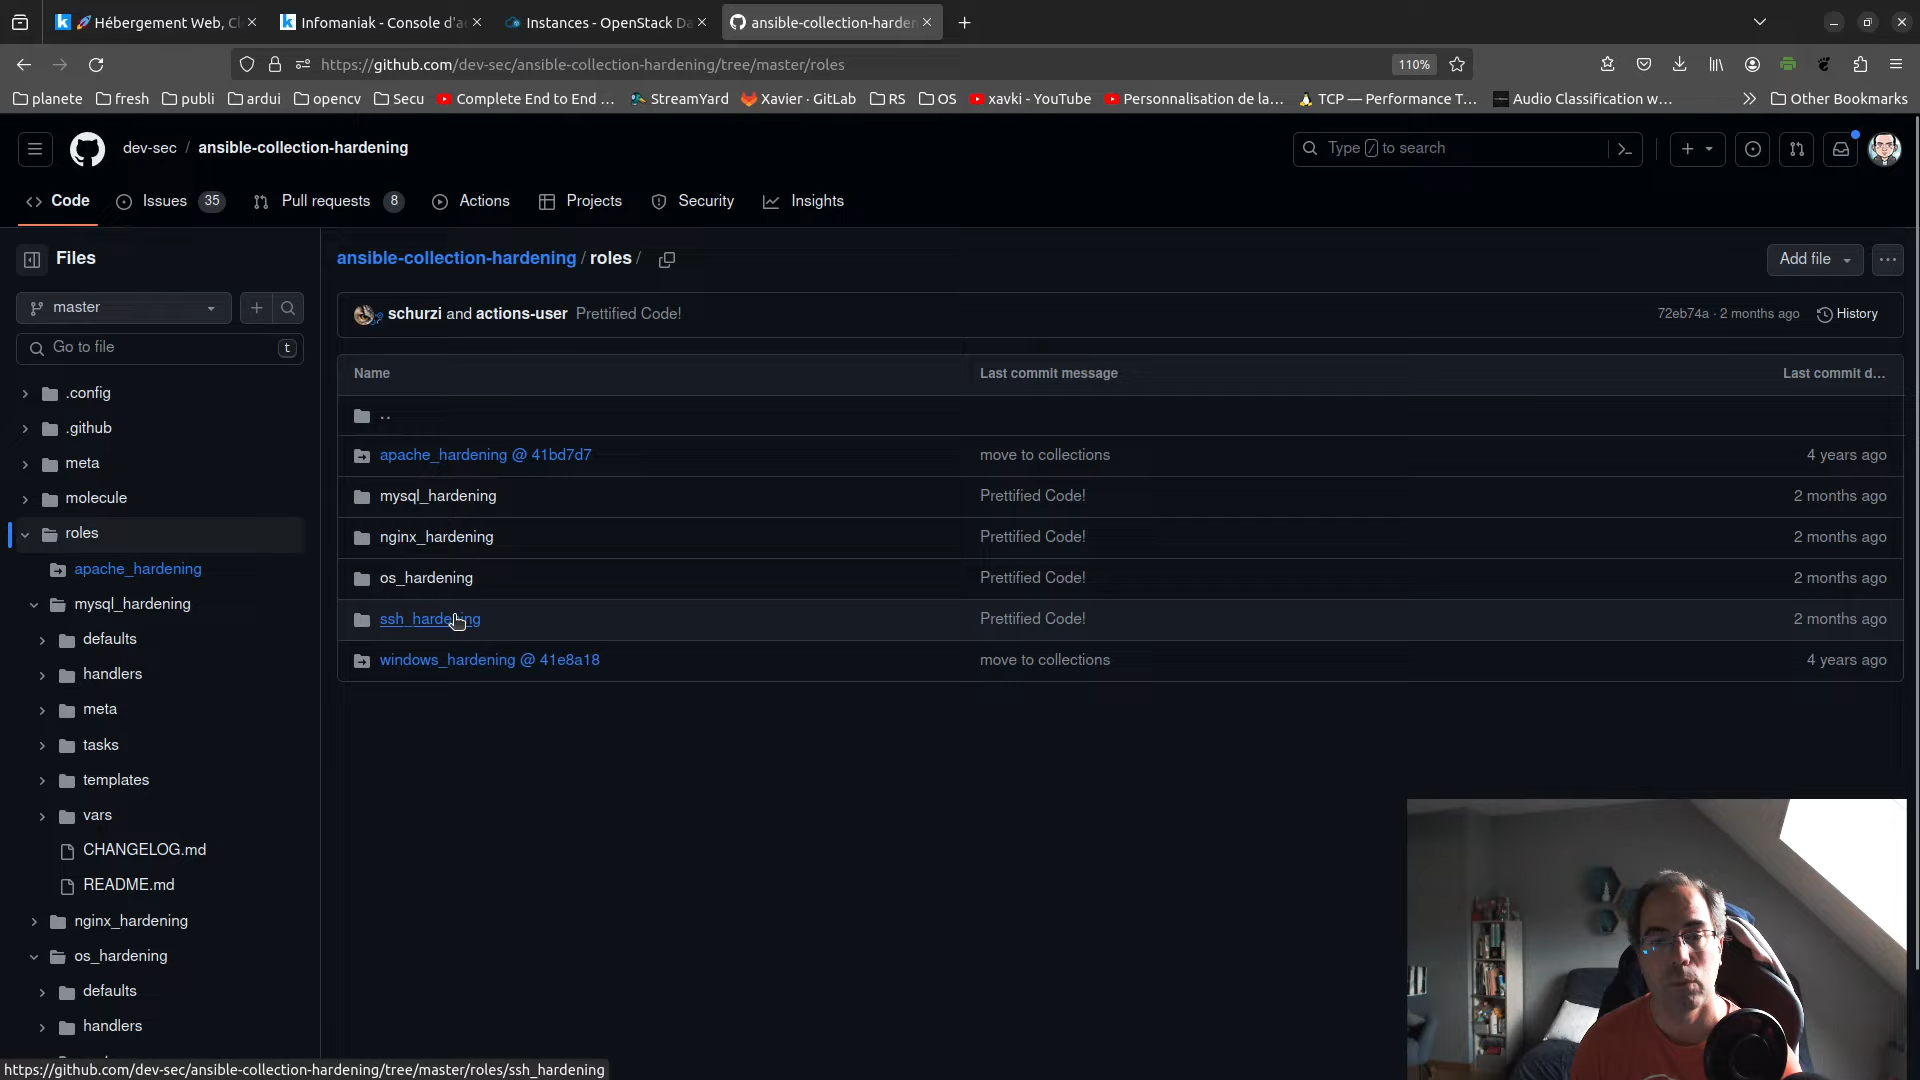 🚀 Hébergement Web, Cl
Infomaniak - Console d'a
Instances - OpenStack Da
ansible-collection-harden
https://github.com/dev-sec/ansible-collection-hardening/tree/master/roles
110%
planete
fresh
publi
ardui
opencv
Secu
Complete End to End ...
StreamYard
Xavier · GitLab
RS
OS
xavki - YouTube
Personnalisation de la...
TCP — Performance T...
Audio Classification w...
Other Bookmarks
dev-sec / ansible-collection-hardening
Type / to search
Code
Issues 35
Pull requests 8
Actions
Projects
Security
Insights
Files
master
Go to file
t
.config
.github
meta
molecule
roles
apache_hardening
mysql_hardening
defaults
handlers
meta
tasks
templates
vars
CHANGELOG.md
README.md
nginx_hardening
os_hardening
defaults
handlers
ansible-collection-hardening / roles /
Add file
schurzi and actions-user Prettified Code!
72eb74a · 2 months ago
History
Name Last commit message Last commit d...
..
apache_hardening @ 41bd7d7 move to collections 4 years ago
mysql_hardening Prettified Code! 2 months ago
nginx_hardening Prettified Code! 2 months ago
os_hardening Prettified Code! 2 months ago
ssh_hardening Prettified Code! 2 months ago
windows_hardening @ 41e8a18 move to collections 4 years ago
https://github.com/dev-sec/ansible-collection-hardening/tree/master/roles/ssh_hardening